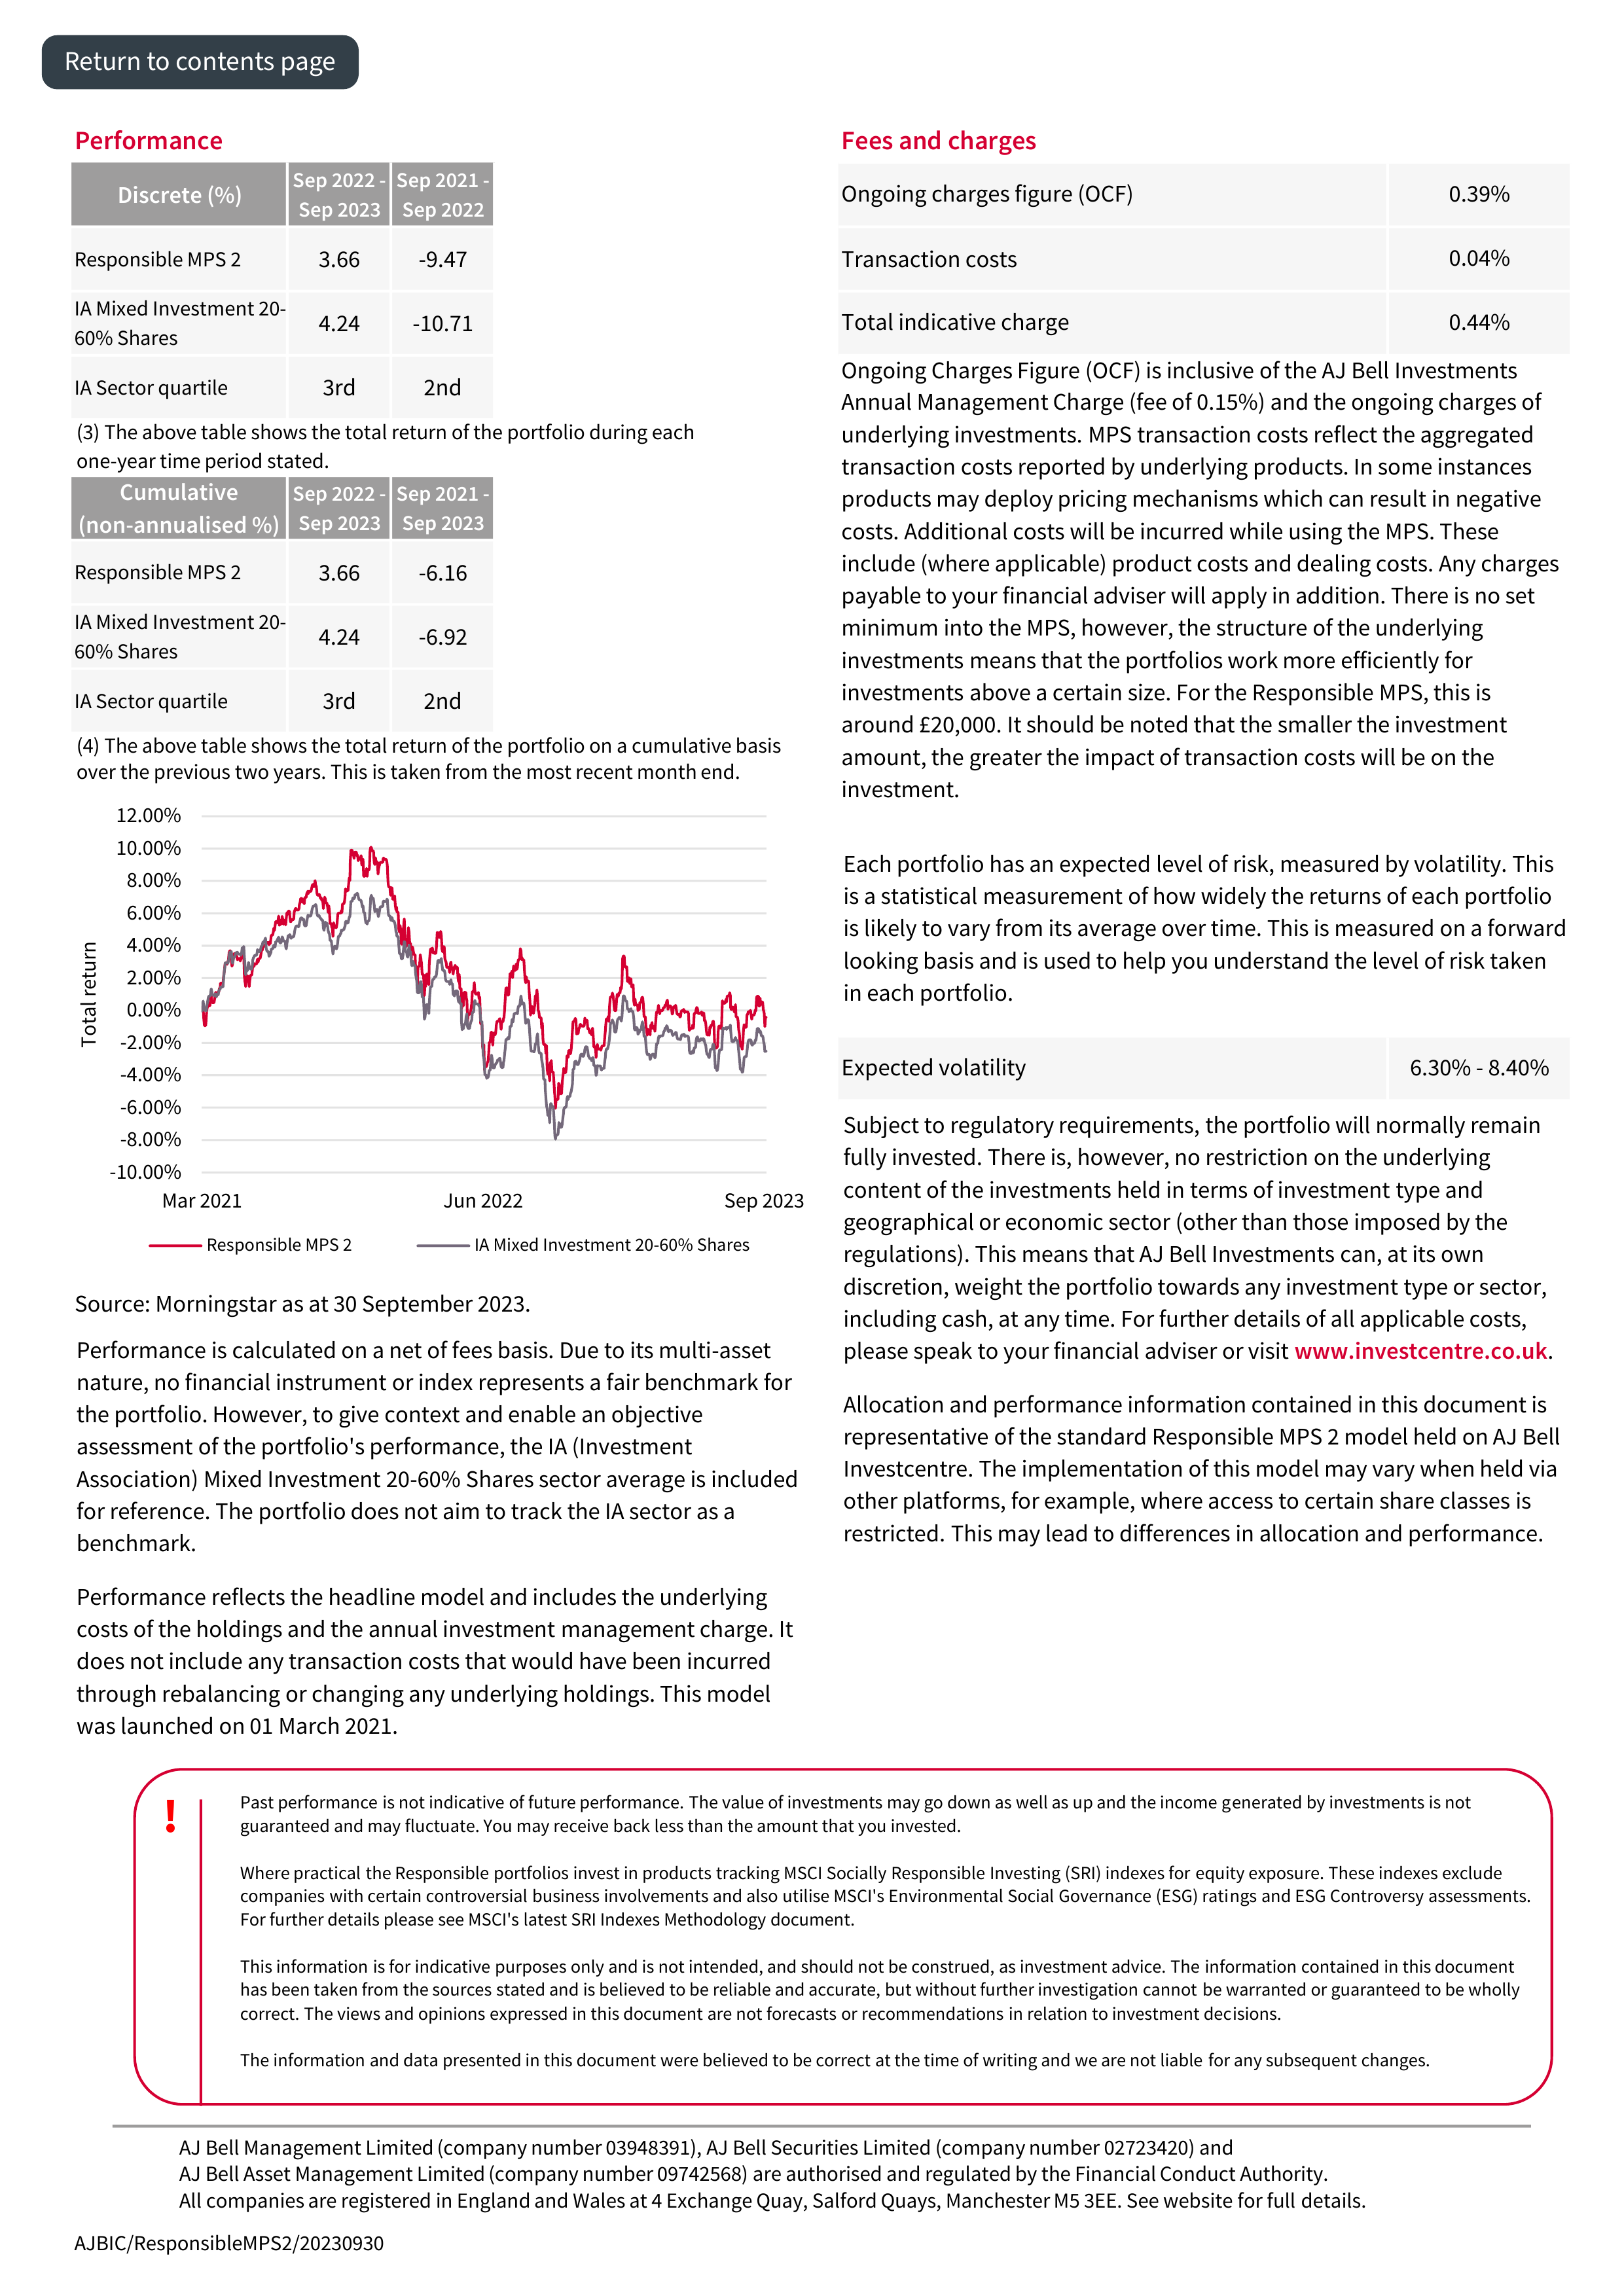 Return to contents page
Performance
Discrete (%)
Sep 2022 -
Sep 2023
Sep 2021 -
Sep 2022
Responsible MPS 2
3.66
-9.47
IA Mixed Investment 20-
60% Shares
4.24
-10.71
IA Sector quartile
3rd
2nd
(3) The above table shows the total return of the portfolio during each
one-year time period stated.
Cumulative
(non-annualised %)
Sep 2022 -
Sep 2023
Sep 2021 -
Sep 2023
Responsible MPS 2
3.66
-6.16
IA Mixed Investment 20-
60% Shares
4.24
-6.92
IA Sector quartile
3rd
2nd
(4) The above table shows the total return of the portfolio on a cumulative basis
over the previous two years. This is taken from the most recent month end.
Total return
12.00%
10.00%
8.00%
6.00%
4.00%
2.00%
0.00%
-2.00%
-4.00%
-6.00%
-8.00%
-10.00%
Mar 2021
Jun 2022
Sep 2023
Responsible MPS 2
IA Mixed Investment 20-60% Shares
Source: Morningstar as at 30 September 2023.
Performance is calculated on a net of fees basis. Due to its multi-asset
nature, no financial instrument or index represents a fair benchmark for
the portfolio. However, to give context and enable an objective
assessment of the portfolio's performance, the IA (Investment
Association) Mixed Investment 20-60% Shares sector average is included
for reference. The portfolio does not aim to track the IA sector as a
benchmark.
Performance reflects the headline model and includes the underlying
costs of the holdings and the annual investment management charge. It
does not include any transaction costs that would have been incurred
through rebalancing or changing any underlying holdings. This model
was launched on 01 March 2021.
Fees and charges
Ongoing charges figure (OCF)
0.39%
Transaction costs
0.04%
Total indicative charge
0.44%
Ongoing Charges Figure (OCF) is inclusive of the AJ Bell Investments
Annual Management Charge (fee of 0.15%) and the ongoing charges of
underlying investments. MPS transaction costs reflect the aggregated
transaction costs reported by underlying products. In some instances
products may deploy pricing mechanisms which can result in negative
costs. Additional costs will be incurred while using the MPS. These
include (where applicable) product costs and dealing costs. Any charges
payable to your financial adviser will apply in addition. There is no set
minimum into the MPS, however, the structure of the underlying
investments means that the portfolios work more efficiently for
investments above a certain size. For the Responsible MPS, this is
around £20,000. It should be noted that the smaller the investment
amount, the greater the impact of transaction costs will be on the
investment.
Each portfolio has an expected level of risk, measured by volatility. This
is a statistical measurement of how widely the returns of each portfolio
is likely to vary from its average over time. This is measured on a forward
looking basis and is used to help you understand the level of risk taken
in each portfolio.
Expected volatility
6.30% - 8.40%
Subject to regulatory requirements, the portfolio will normally remain
fully invested. There is, however, no restriction on the underlying
content of the investments held in terms of investment type and
geographical or economic sector (other than those imposed by the
regulations). This means that AJ Bell Investments can, at its own
discretion, weight the portfolio towards any investment type or sector,
including cash, at any time. For further details of all applicable costs,
please speak to your financial adviser or visit www.investcentre.co.uk.
Allocation and performance information contained in this document is
representative of the standard Responsible MPS 2 model held on AJ Bell
Investcentre. The implementation of this model may vary when held via
other platforms, for example, where access to certain share classes is
restricted. This may lead to differences in allocation and performance.
!
Past performance is not indicative of future performance. The value of investments may go down as well as up and the income generated by investments is not
guaranteed and may fluctuate. You may receive back less than the amount that you invested.
Where practical the Responsible portfolios invest in products tracking MSCI Socially Responsible Investing (SRI) indexes for equity exposure. These indexes exclude
companies with certain controversial business involvements and also utilise MSCI's Environmental Social Governance (ESG) ratings and ESG Controversy assessments.
For further details please see MSCI's latest SRI Indexes Methodology document.
This information is for indicative purposes only and is not intended, and should not be construed, as investment advice. The information contained in this document
has been taken from the sources stated and is believed to be reliable and accurate, but without further investigation cannot be warranted or guaranteed to be wholly
correct. The views and opinions expressed in this document are not forecasts or recommendations in relation to investment decisions.
The information and data presented in this document were believed to be correct at the time of writing and we are not liable for any subsequent changes.
AJ Bell Management Limited (company number 03948391), AJ Bell Securities Limited (company number 02723420) and
AJ Bell Asset Management Limited (company number 09742568) are authorised and regulated by the Financial Conduct Authority.
All companies are registered in England and Wales at 4 Exchange Quay, Salford Quays, Manchester M5 3EE. See website for full details.
AJBIC/ResponsibleMPS2/20230930